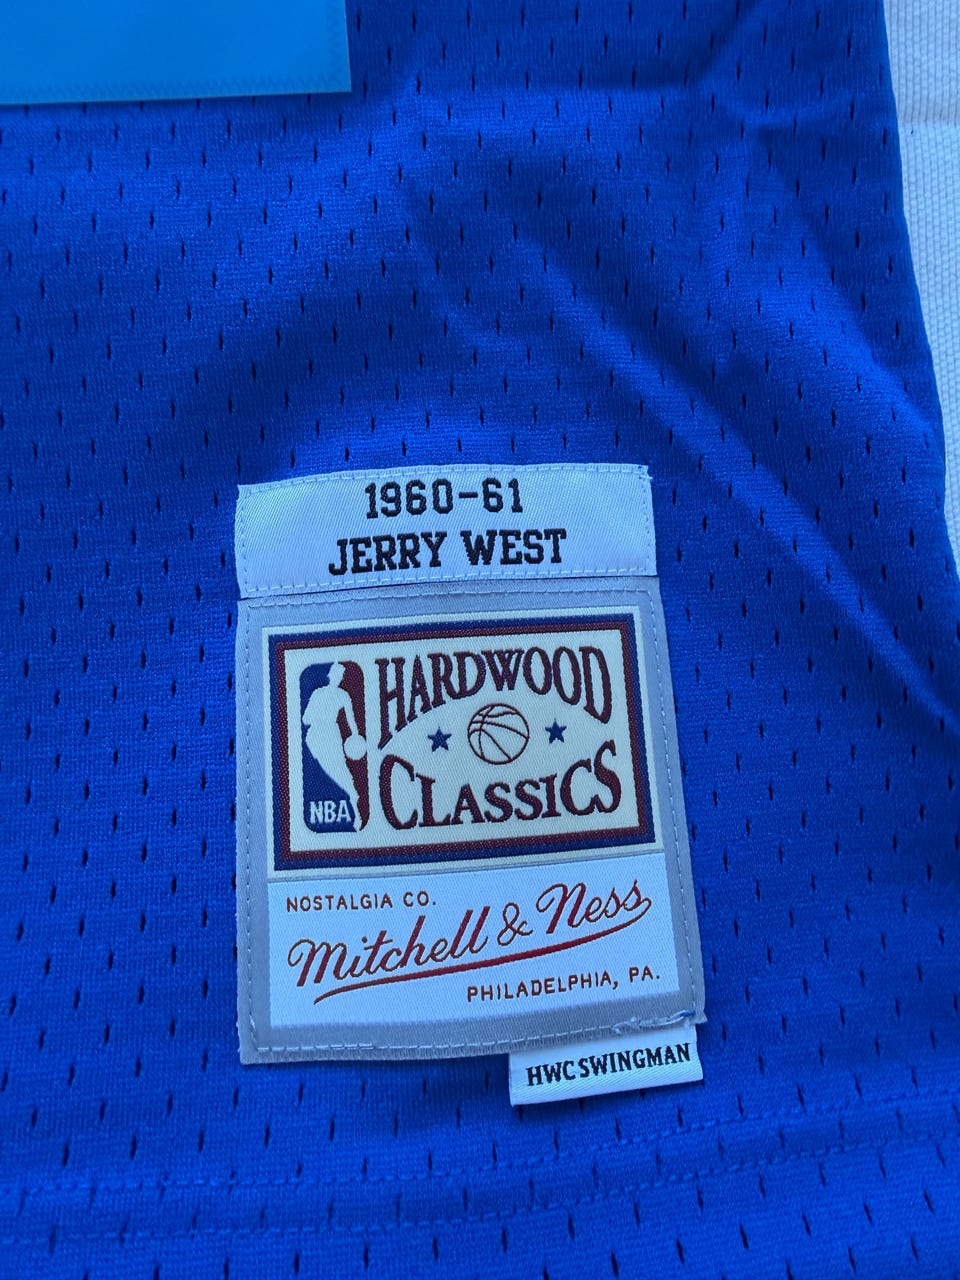 1960-61
JERRY WEST
HARDWOOD
CLASSICS
NBA
NOSTALGIA CO.
Mitchell & Ness
PHILADELPHIA, PA.
HWC SWINGMAN